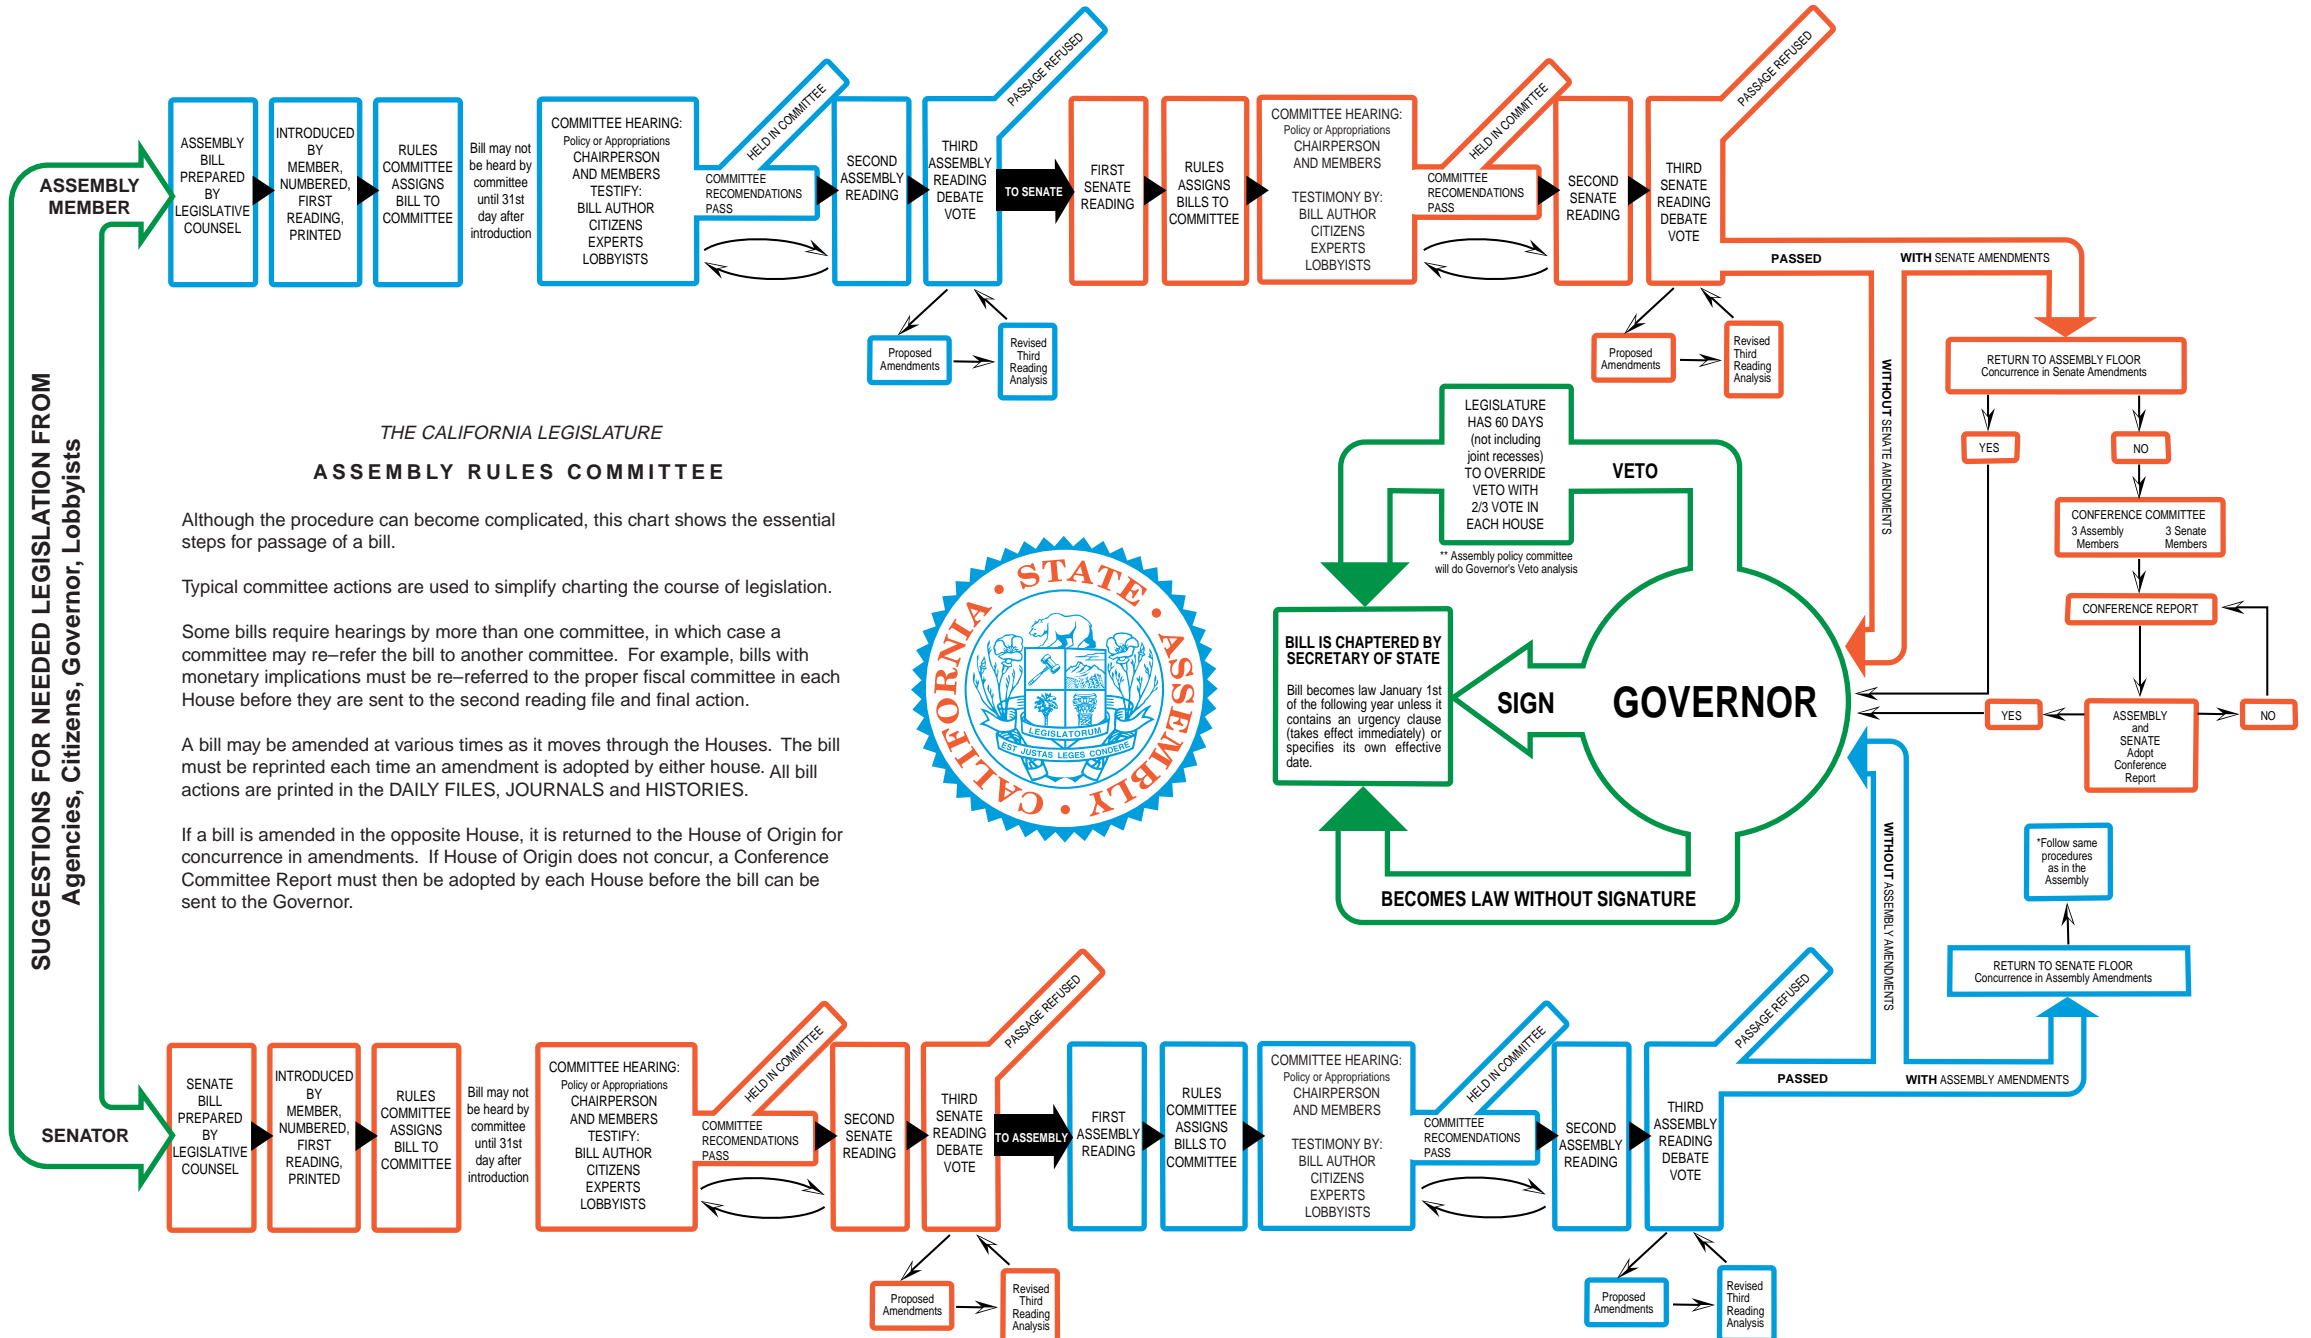 SUGGESTIONS FOR NEEDED LEGISLATION FROM
Agencies, Citizens, Governor, Lobbyists
ASSEMBLY
MEMBER
ASSEMBLY
BILL
PREPARED
BY
LEGISLATIVE
COUNSEL
INTRODUCED
BY
MEMBER,
NUMBERED,
FIRST
READING,
PRINTED
RULES
COMMITTEE
ASSIGNS
BILL TO
COMMITTEE
Bill may not
be heard by
committee
until 31st
day after
introduction
COMMITTEE HEARING:
Policy or Appropriations
CHAIRPERSON
AND MEMBERS
TESTIFY:
BILL AUTHOR
CITIZENS
EXPERTS
LOBBYISTS
HELD IN COMMITTEE
COMMITTEE
RECOMENDATIONS
PASS
SECOND
ASSEMBLY
READING
THIRD
ASSEMBLY
READING
DEBATE
VOTE
PASSAGE REFUSED
Proposed
Amendments
Revised
Third
Reading
Analysis
TO SENATE
FIRST
SENATE
READING
RULES
ASSIGNS
BILLS TO
COMMITTEE
COMMITTEE HEARING:
Policy or Appropriations
CHAIRPERSON
AND MEMBERS
TESTIMONY BY:
BILL AUTHOR
CITIZENS
EXPERTS
LOBBYISTS
HELD IN COMMITTEE
COMMITTEE
RECOMENDATIONS
PASS
SECOND
SENATE
READING
THIRD
SENATE
READING
DEBATE
VOTE
PASSAGE REFUSED
Proposed
Amendments
Revised
Third
Reading
Analysis
PASSED
WITH SENATE AMENDMENTS
WITHOUT SENATE AMENDMENTS
RETURN TO ASSEMBLY FLOOR
Concurrence in Senate Amendments
YES
NO
CONFERENCE COMMITTEE
3 Assembly
Members
3 Senate
Members
CONFERENCE REPORT
YES
ASSEMBLY
and
SENATE
Adopt
Conference
Report
NO
THE CALIFORNIA LEGISLATURE
ASSEMBLY RULES COMMITTEE
Although the procedure can become complicated, this chart shows the essential
steps for passage of a bill.
Typical committee actions are used to simplify charting the course of legislation.
Some bills require hearings by more than one committee, in which case a
committee may re–refer the bill to another committee. For example, bills with
monetary implications must be re–referred to the proper fiscal committee in each
House before they are sent to the second reading file and final action.
A bill may be amended at various times as it moves through the Houses. The bill
must be reprinted each time an amendment is adopted by either house. All bill
actions are printed in the DAILY FILES, JOURNALS and HISTORIES.
If a bill is amended in the opposite House, it is returned to the House of Origin for
concurrence in amendments. If House of Origin does not concur, a Conference
Committee Report must then be adopted by each House before the bill can be
sent to the Governor.
CALIFORNIA • STATE • ASSEMBLY •
LEGISLATORUM
EST JUSTAS LEGES CONDERE
LEGISLATURE
HAS 60 DAYS
(not including
joint recesses)
TO OVERRIDE
VETO WITH
2/3 VOTE IN
EACH HOUSE
** Assembly policy committee
will do Governor's Veto analysis
VETO
BILL IS CHAPTERED BY
SECRETARY OF STATE
Bill becomes law January 1st
of the following year unless it
contains an urgency clause
(takes effect immediately) or
specifies its own effective
date.
SIGN
GOVERNOR
BECOMES LAW WITHOUT SIGNATURE
SENATOR
SENATE
BILL
PREPARED
BY
LEGISLATIVE
COUNSEL
INTRODUCED
BY
MEMBER,
NUMBERED,
FIRST
READING,
PRINTED
RULES
COMMITTEE
ASSIGNS
BILL TO
COMMITTEE
Bill may not
be heard by
committee
until 31st
day after
introduction
COMMITTEE HEARING:
Policy or Appropriations
CHAIRPERSON
AND MEMBERS
TESTIFY:
BILL AUTHOR
CITIZENS
EXPERTS
LOBBYISTS
HELD IN COMMITTEE
COMMITTEE
RECOMENDATIONS
PASS
SECOND
SENATE
READING
THIRD
SENATE
READING
DEBATE
VOTE
PASSAGE REFUSED
Proposed
Amendments
Revised
Third
Reading
Analysis
TO ASSEMBLY
FIRST
ASSEMBLY
READING
RULES
COMMITTEE
ASSIGNS
BILLS TO
COMMITTEE
COMMITTEE HEARING:
Policy or Appropriations
CHAIRPERSON
AND MEMBERS
TESTIMONY BY:
BILL AUTHOR
CITIZENS
EXPERTS
LOBBYISTS
HELD IN COMMITTEE
COMMITTEE
RECOMENDATIONS
PASS
SECOND
ASSEMBLY
READING
THIRD
ASSEMBLY
READING
DEBATE
VOTE
PASSAGE REFUSED
Proposed
Amendments
Revised
Third
Reading
Analysis
PASSED
WITH ASSEMBLY AMENDMENTS
WITHOUT ASSEMBLY AMENDMENTS
RETURN TO SENATE FLOOR
Concurrence in Assembly Amendments
*Follow same
procedures
as in the
Assembly